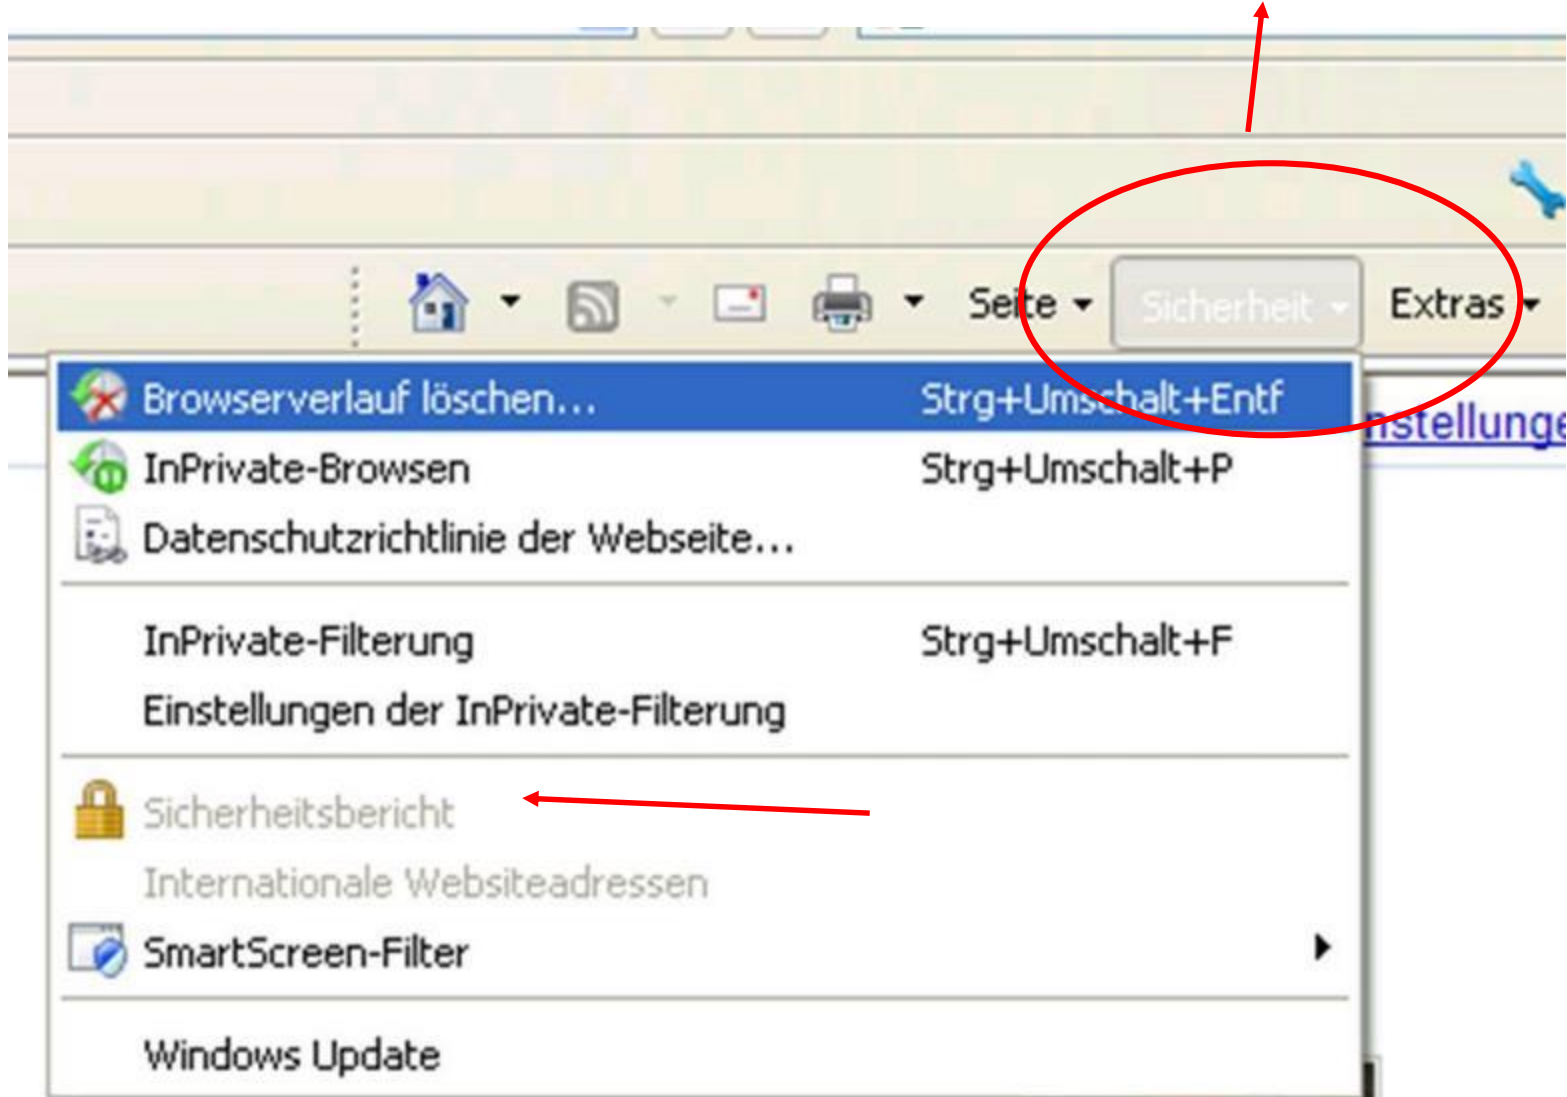 Seite Sicherheit Extras
Browserverlauf löschen... Strg+Umschalt+Entf
nstellunge
InPrivate-Browsen Strg+Umschalt+P
Datenschutzrichtlinie der Webseite...
InPrivate-Filterung Strg+Umschalt+F
Einstellungen der InPrivate-Filterung
Sicherheitsbericht
Internationale Websiteadressen
SmartScreen-Filter
Windows Update